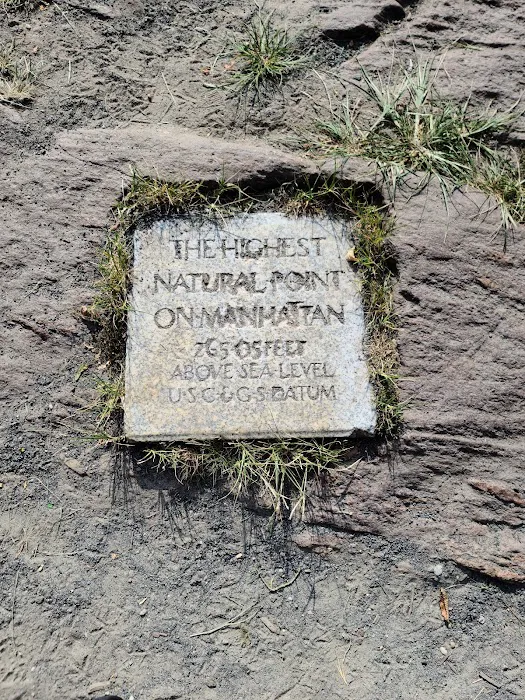 THE HIGHEST
NATURAL POINT
ON MANHATTAN
265.05 FEET
ABOVE SEA LEVEL
U·S·C·&·G·S·DATUM